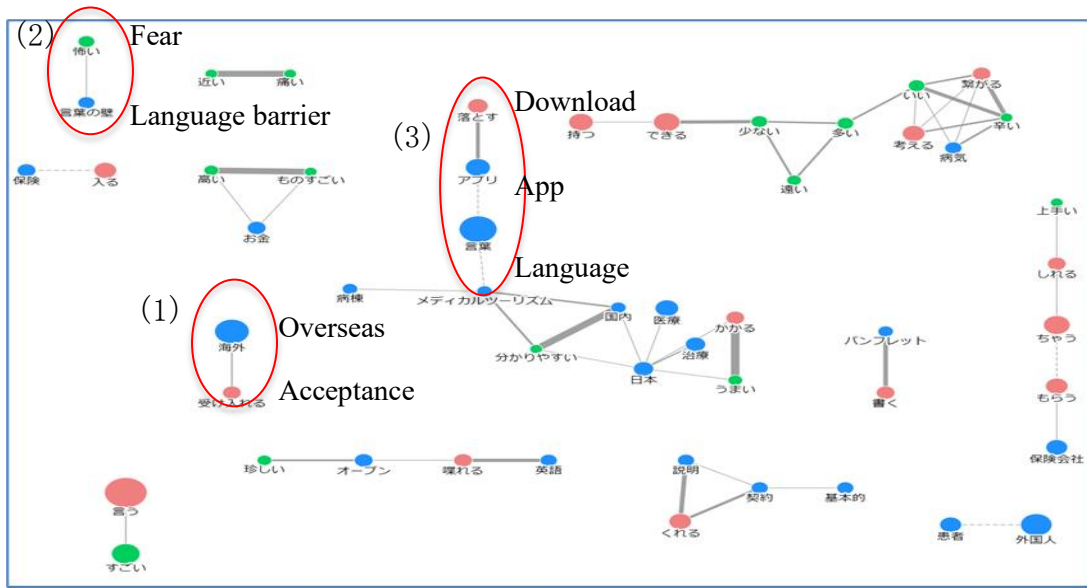 (2)
Fear
怖い
言葉の壁
Language barrier
近い
痛い
(3)
Download
落とす
アプリ
App
言葉
Language
メディカルツーリズム
持つ
できる
少ない
多い
遠い
いい
繋がる
辛い
考える
病気
保険
入る
高い
ものすごい
お金
上手い
しれる
ちゃう
もらう
保険会社
(1)
Overseas
海外
Acceptance
受け入れる
病棟
国内
医療
かかる
分かりやすい
治療
日本
うまい
パンフレット
書く
珍しい
オープン
喋れる
英語
説明
契約
基本的
くれる
言う
すごい
患者
外国人